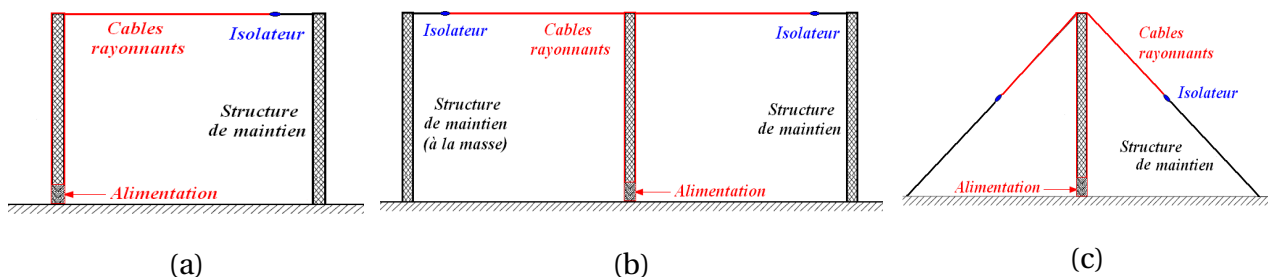 Cables
rayonnants
Isolateur
Structure
de maintien
Alimentation
(a)
Isolateur
Cables
rayonnants
Isolateur
Structure
de maintien
(à la masse)
Structure
de maintien
Alimentation
(b)
Cables
rayonnants
Isolateur
Structure
de maintien
Alimentation
(c)